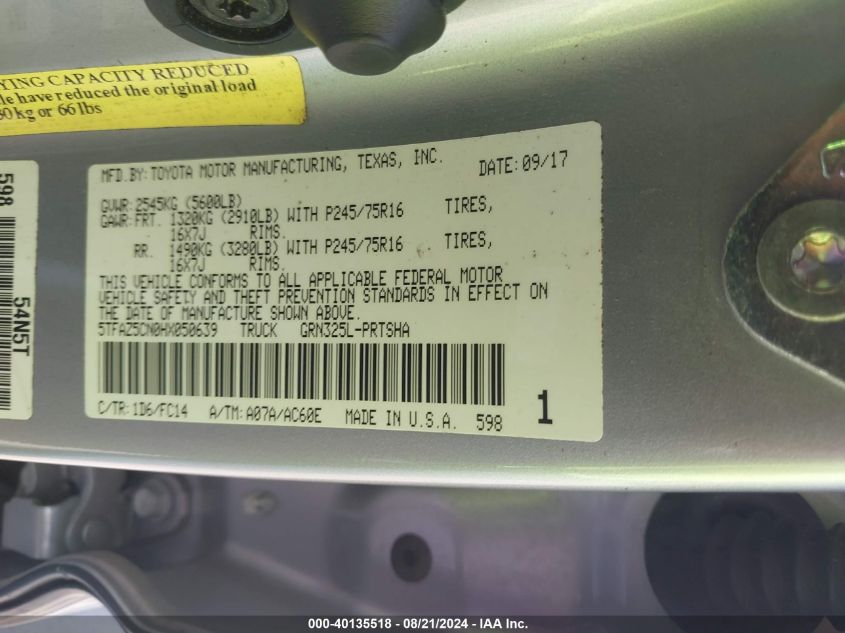 YING CAPACITY REDUCED
le have reduced the original load
30kg or 66 lbs
598
54N5T
MFD.BY: TOYOTA MOTOR MANUFACTURING, TEXAS, INC. DATE: 09/17
GVWR: 2545KG (5600LB)
GAWR: FRT. 1320KG (2910LB) WITH P245/75R16 TIRES,
16X7J RIMS.
RR. 1490KG (3280LB) WITH P245/75R16 TIRES,
16X7J RIMS.
THIS VEHICLE CONFORMS TO ALL APPLICABLE FEDERAL MOTOR
VEHICLE SAFETY AND THEFT PREVENTION STANDARDS IN EFFECT ON
THE DATE OF MANUFACTURE SHOWN ABOVE.
5TFAZ5CN0HX050639 TRUCK GRN325L-PRTSHA
C/TR: 1D6/FC14 A/TM: A07A/AC60E MADE IN U.S.A. 598 1
000-40135518 - 08/21/2024 - IAA Inc.